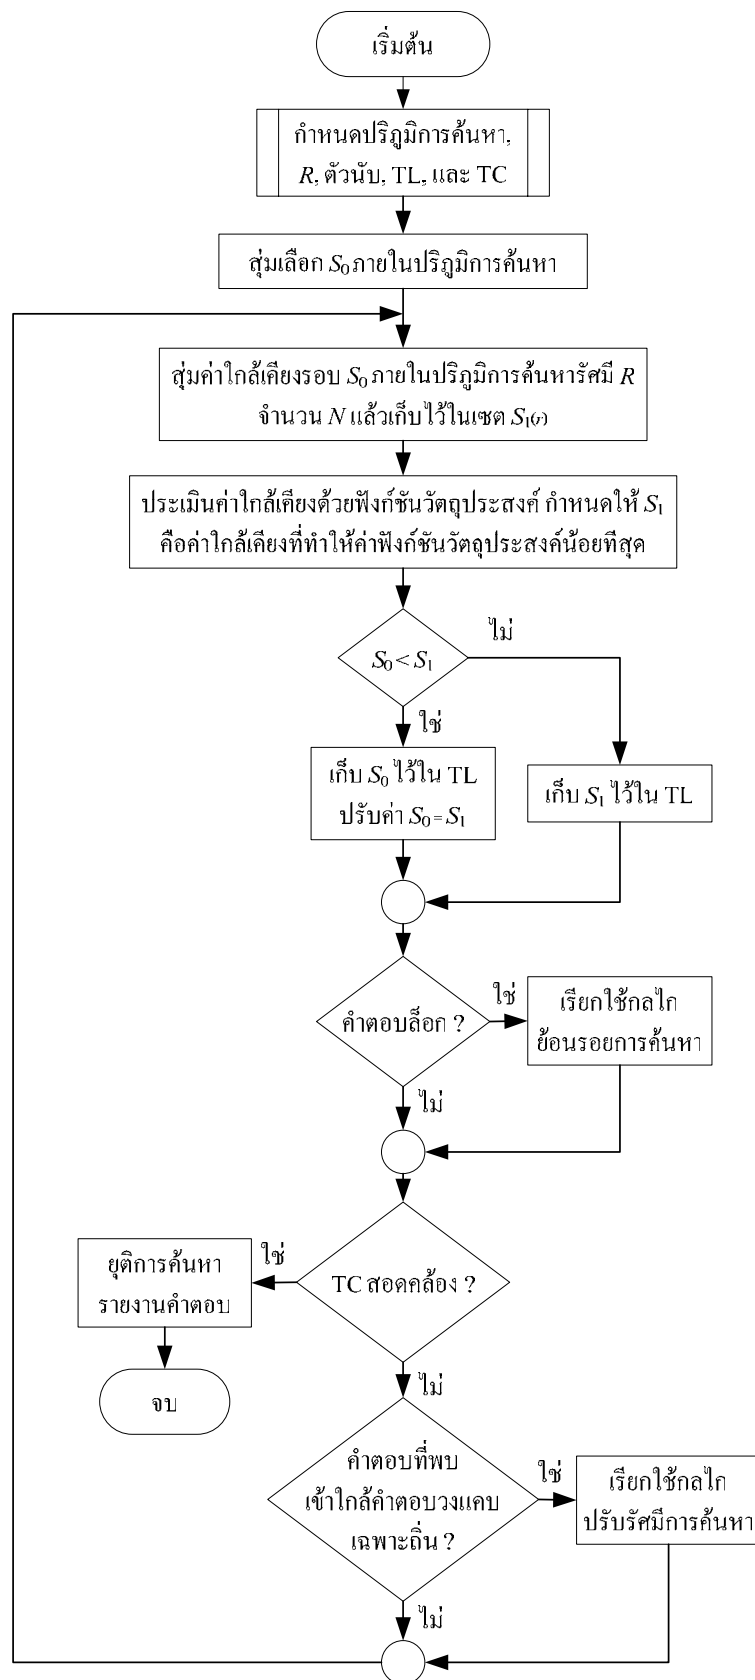 เริ่มต้น
กำหนดปริภูมิการค้นหา,
R, ตัวนับ, TL, และ TC
สุ่มเลือก S0 ภายในปริภูมิการค้นหา
สุ่มค่าใกล้เคียงรอบ S0 ภายในปริภูมิการค้นหารัศมี R
จำนวน N แล้วเก็บไว้ในเซต S1(r)
ประเมินค่าใกล้เคียงด้วยฟังก์ชันวัตถุประสงค์ กำหนดให้ S1
คือค่าใกล้เคียงที่ทำให้ค่าฟังก์ชันวัตถุประสงค์น้อยทีสุด
ไม่
S0 < S1
ใช่
เก็บ S0 ไว้ใน TL
ปรับค่า S0 = S1
เก็บ S1 ไว้ใน TL
คำตอบล็อก ?
ใช่
เรียกใช้กลไก
ย้อนรอยการค้นหา
ไม่
TC สอดคล้อง ?
ใช่
ยุติการค้นหา
รายงานคำตอบ
จบ
ไม่
คำตอบที่พบ
เข้าใกล้คำตอบวงแคบ
เฉพาะถิ่น ?
ใช่
เรียกใช้กลไก
ปรับรัศมีการค้นหา
ไม่